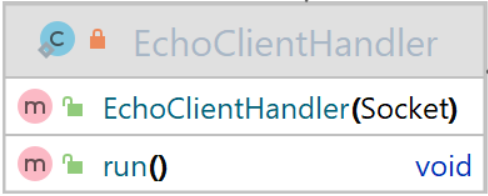 C EchoClientHandler
m EchoClientHandler(Socket)
m run() void